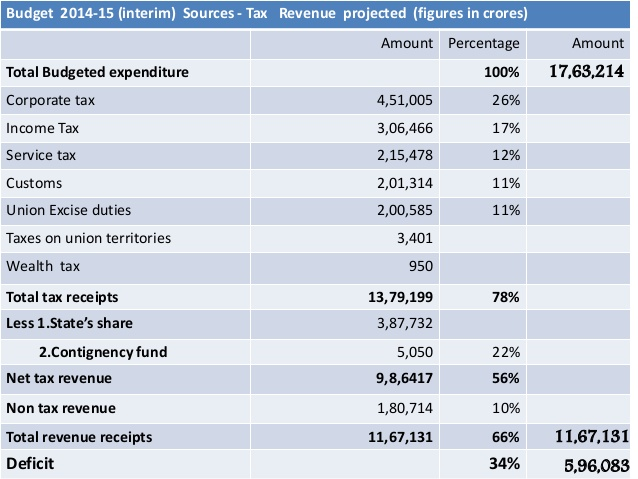 Budget 2014-15 (interim) Sources - Tax Revenue projected (figures in crores)
Amount Percentage Amount
Total Budgeted expenditure 100% 17,63,214
Corporate tax 4,51,005 26%
Income Tax 3,06,466 17%
Service tax 2,15,478 12%
Customs 2,01,314 11%
Union Excise duties 2,00,585 11%
Taxes on union territories 3,401
Wealth tax 950
Total tax receipts 13,79,199 78%
Less 1.State's share 3,87,732
2.Contignency fund 5,050 22%
Net tax revenue 9,8,6417 56%
Non tax revenue 1,80,714 10%
Total revenue receipts 11,67,131 66% 11,67,131
Deficit 34% 5,96,083